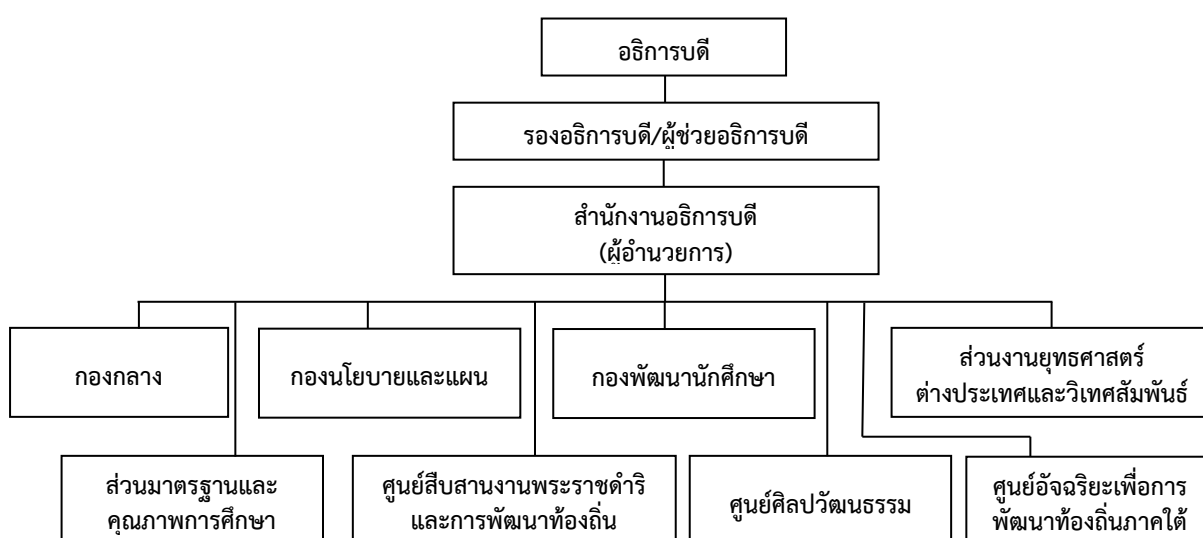 อธิการบดี
รองอธิการบดี/ผู้ช่วยอธิการบดี
สำนักงานอธิการบดี
(ผู้อำนวยการ)
กองกลาง
กองนโยบายและแผน
กองพัฒนานักศึกษา
ส่วนงานยุทธศาสตร์
ต่างประเทศและวิเทศสัมพันธ์
ส่วนมาตรฐานและ
คุณภาพการศึกษา
ศูนย์สืบสานงานพระราชดำริ
และการพัฒนาท้องถิ่น
ศูนย์ศิลปวัฒนธรรม
ศูนย์อัจฉริยะเพื่อการ
พัฒนาท้องถิ่นภาคใต้